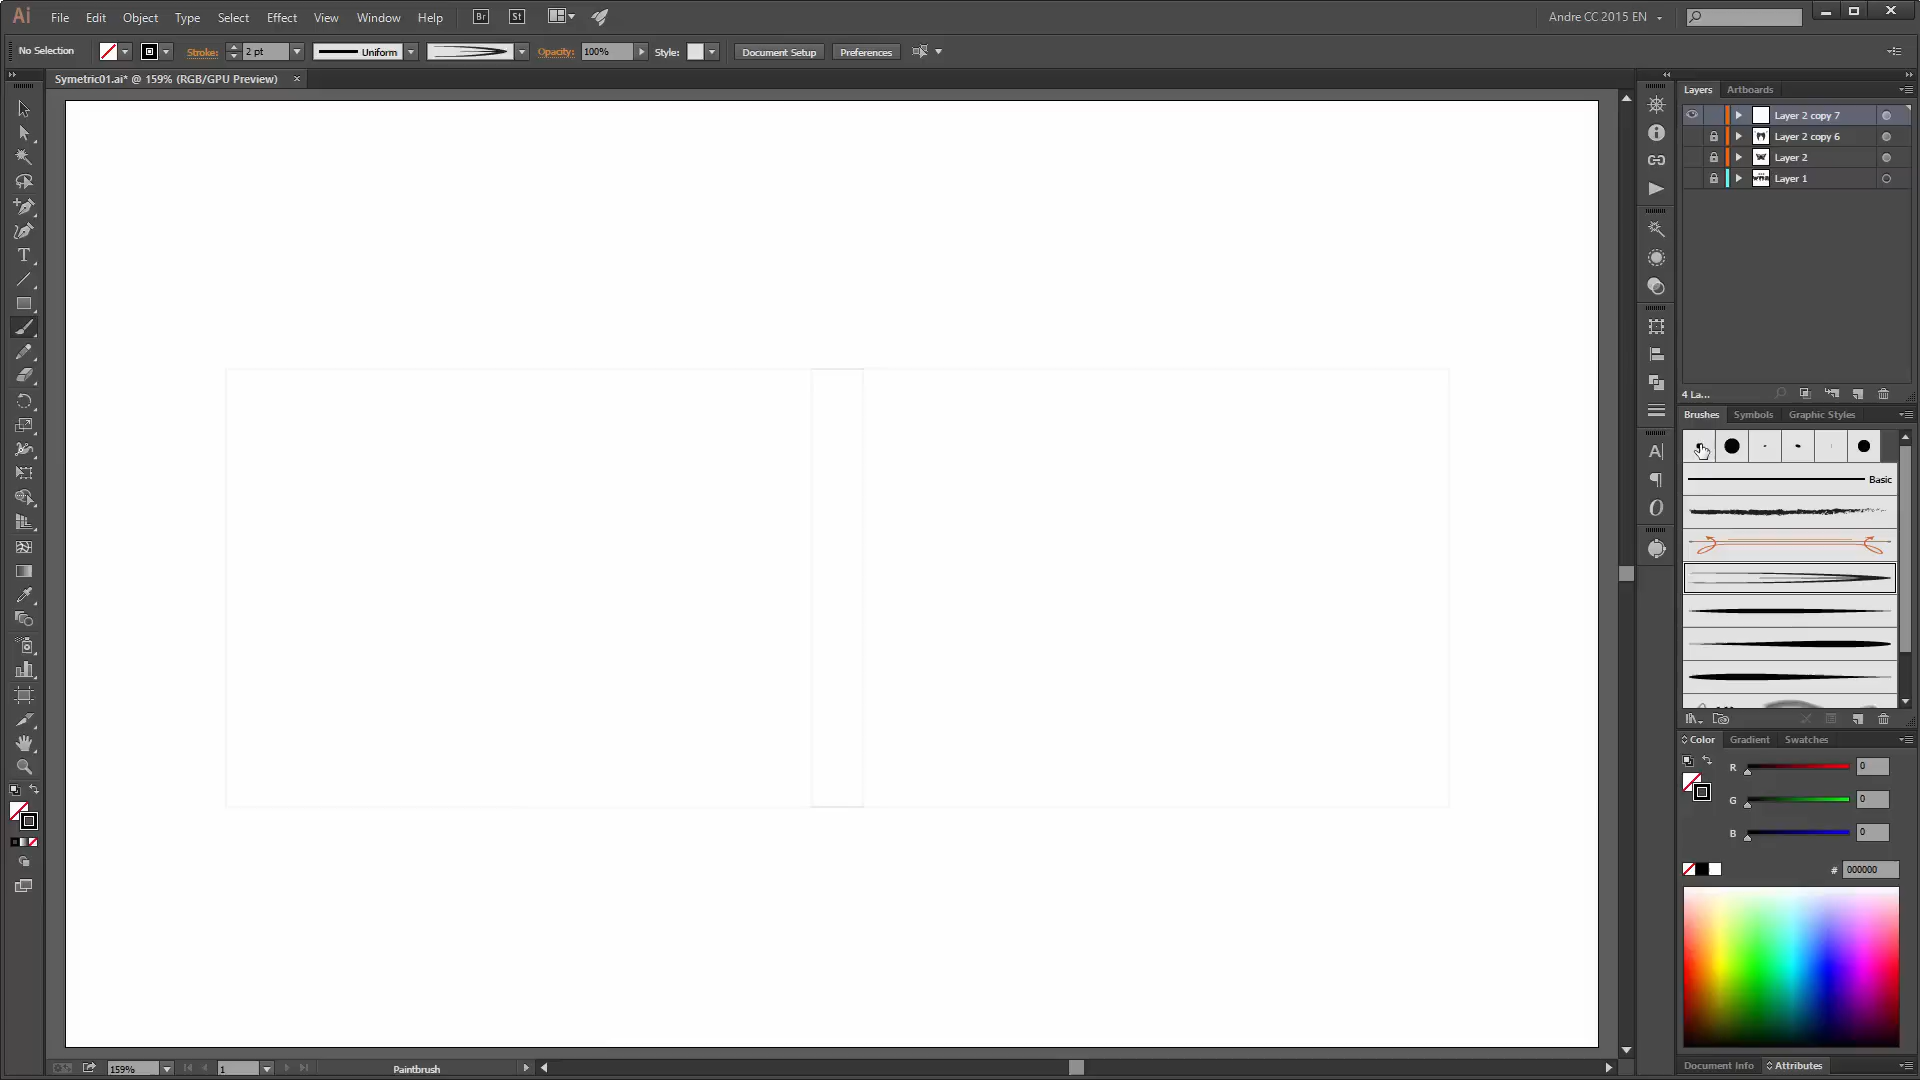 Ai File Edit Object Type Select Effect View Window Help Br St Andre CC 2015 EN
No Selection Stroke: 2 pt Uniform Opacity: 100% Style: Document Setup Preferences
Symetric01.ai* @ 159% (RGB/GPU Preview)
Layers Artboards
Layer 2 copy 7
Layer 2 copy 6
Layer 2
Layer 1
4 La...
Brushes Symbols Graphic Styles
Basic
Color Gradient Swatches
R 0
G 0
B 0
# 000000
159% 1 Paintbrush
Document Info Attributes